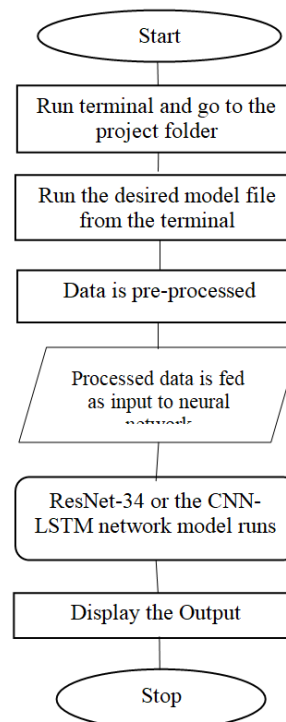 Start
Run terminal and go to the
project folder
Run the desired model file
from the terminal
Data is pre-processed
Processed data is fed
as input to neural
network
ResNet-34 or the CNN-
LSTM network model runs
Display the Output
Stop